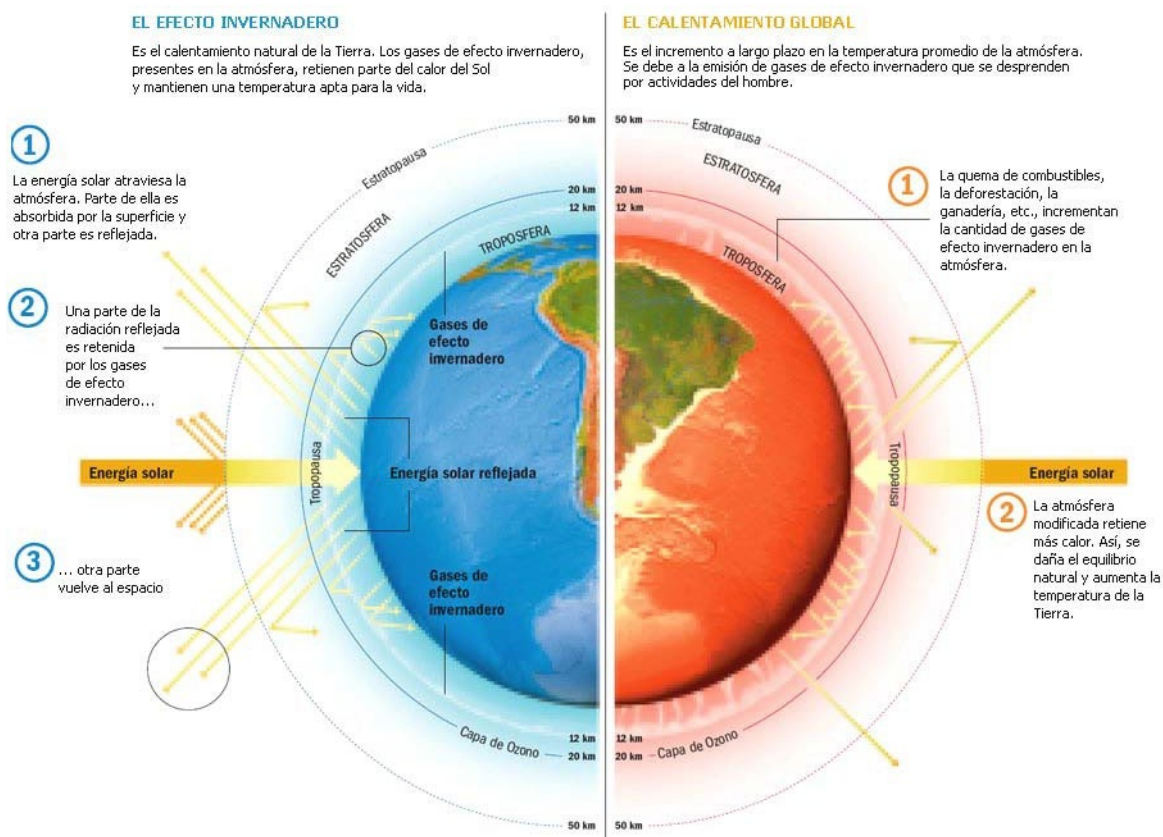 EL EFECTO INVERNADERO
Es el calentamiento natural de la Tierra. Los gases de efecto invernadero,
presentes en la atmósfera, retienen parte del calor del Sol
y mantienen una temperatura apta para la vida.
1
La energía solar atraviesa la
atmósfera. Parte de ella es
absorbida por la superficie y
otra parte es reflejada.
2
Una parte de la
radiación reflejada
es retenida
por los gases
de efecto
invernadero...
Energía solar
3
... otra parte
vuelve al espacio
50 km
Estratopausa
20 km
ESTRATOSFERA
12 km
TROPOSFERA
Gases de
efecto
invernadero
Tropopausa
Energía solar reflejada
Gases de
efecto
invernadero
Capa de Ozono
12 km
20 km
50 km
EL CALENTAMIENTO GLOBAL
Es el incremento a largo plazo en la temperatura promedio de la atmósfera.
Se debe a la emisión de gases de efecto invernadero que se desprenden
por actividades del hombre.
50 km
Estratopausa
ESTRATOSFERA
20 km
12 km
TROPOSFERA
1
La quema de combustibles,
la deforestación, la
ganadería, etc., incrementan
la cantidad de gases de
efecto invernadero en la
atmósfera.
Tropopausa
Energía solar
2
La atmósfera
modificada retiene
más calor. Así, se
daña el equilibrio
natural y aumenta la
temperatura de la
Tierra.
12 km
20 km
Capa de Ozono
50 km